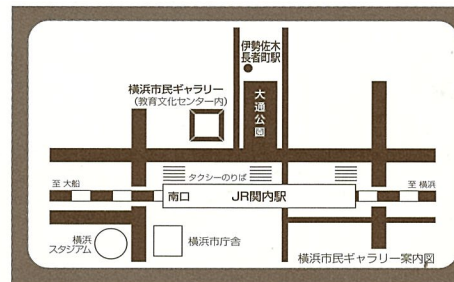 伊勢佐木
長者町駅
横浜市民ギャラリー
(教育文化センター内)
大通公園
タクシーのりば
至 大船
至 横浜
南口
JR関内駅
横浜
スタジアム
横浜市庁舎
横浜市民ギャラリー案内図